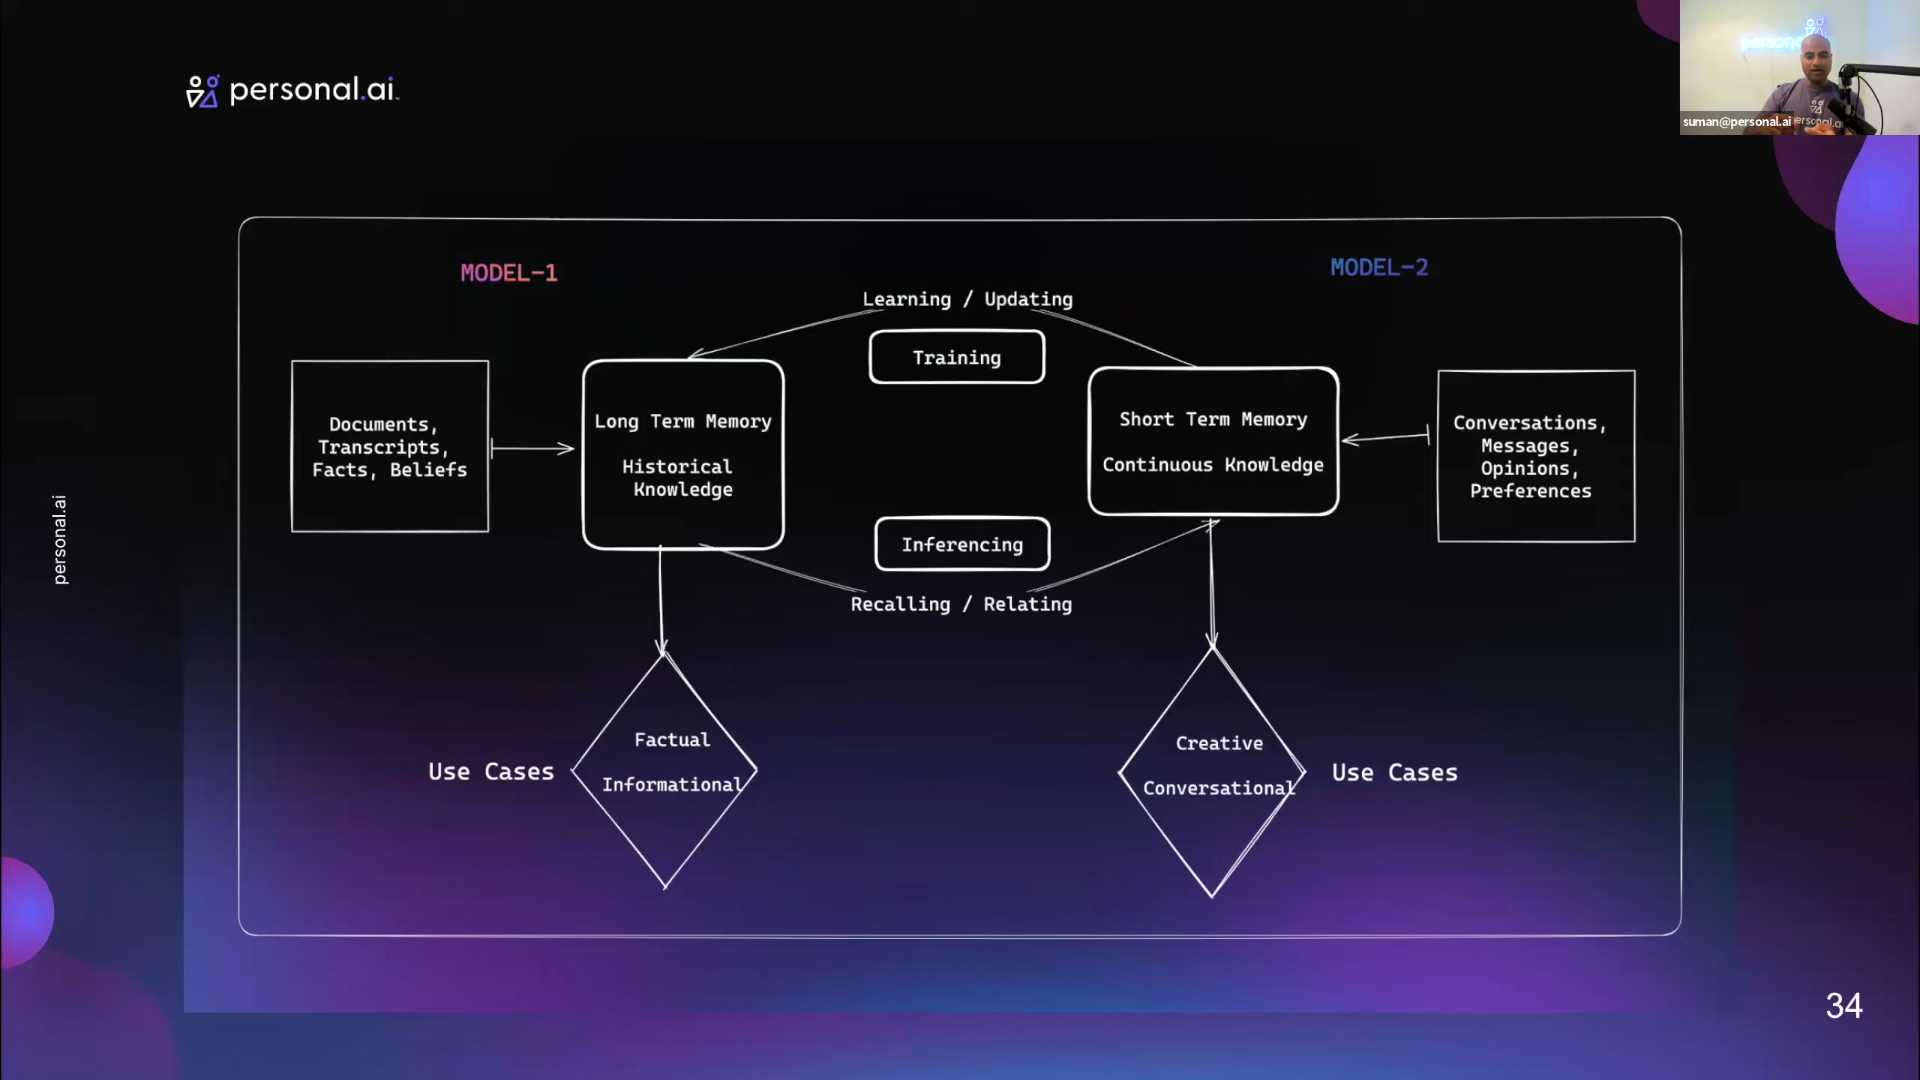 personal.ai
suman@personal.ai
MODEL-1
MODEL-2
Learning / Updating
Training
Documents,
Transcripts,
Facts, Beliefs
Long Term Memory
Historical
Knowledge
Short Term Memory
Continuous Knowledge
Conversations,
Messages,
Opinions,
Preferences
Inferencing
Recalling / Relating
personal.ai
Use Cases
Factual
Informational
Creative
Conversational
Use Cases
34